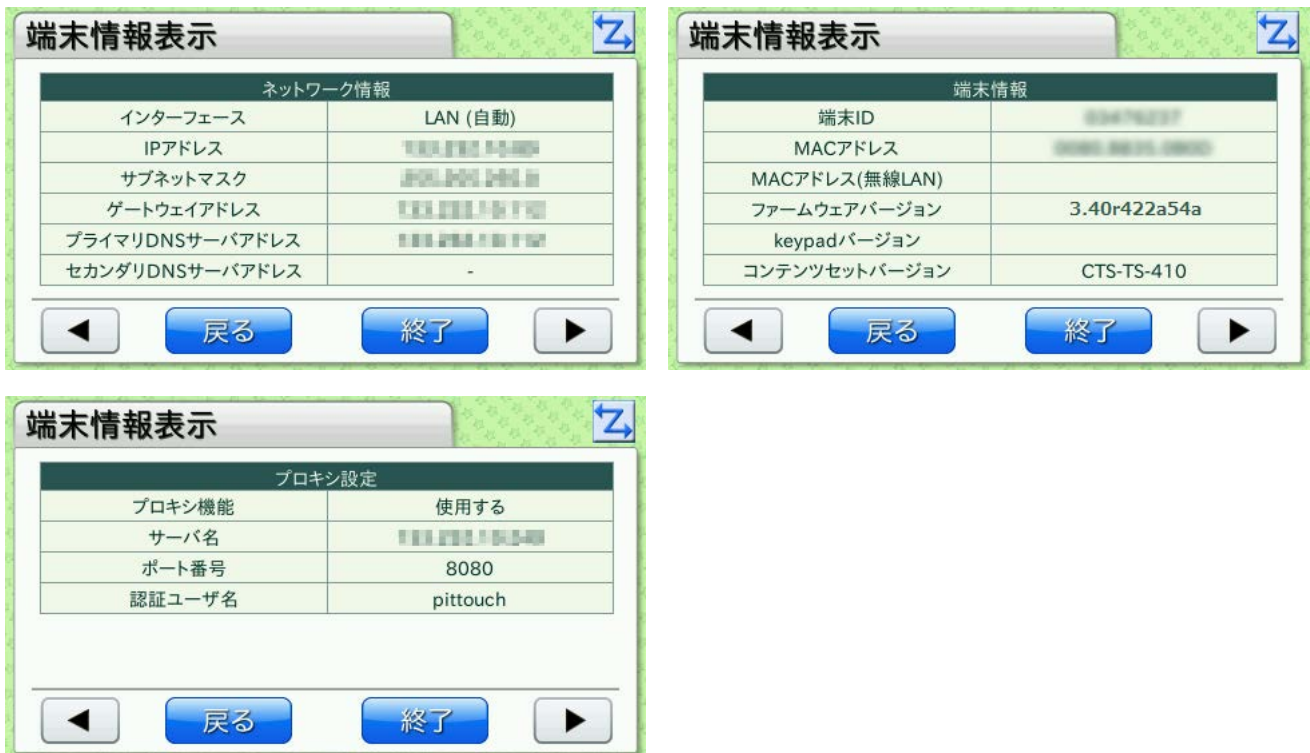 端末情報表示
ネットワーク情報
インターフェース LAN (自動)
IPアドレス
サブネットマスク
ゲートウェイアドレス
プライマリDNSサーバアドレス
セカンダリDNSサーバアドレス -
戻る 終了
端末情報表示
端末情報
端末ID
MACアドレス
MACアドレス(無線LAN)
ファームウェアバージョン 3.40r422a54a
keypadバージョン
コンテンツセットバージョン CTS-TS-410
戻る 終了
端末情報表示
プロキシ設定
プロキシ機能 使用する
サーバ名
ポート番号 8080
認証ユーザ名 pittouch
戻る 終了